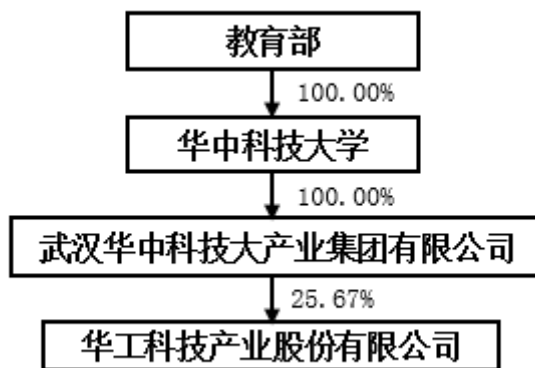 教育部
100.00%
华中科技大学
100.00%
武汉华中科技大产业集团有限公司
25.67%
华工科技产业股份有限公司